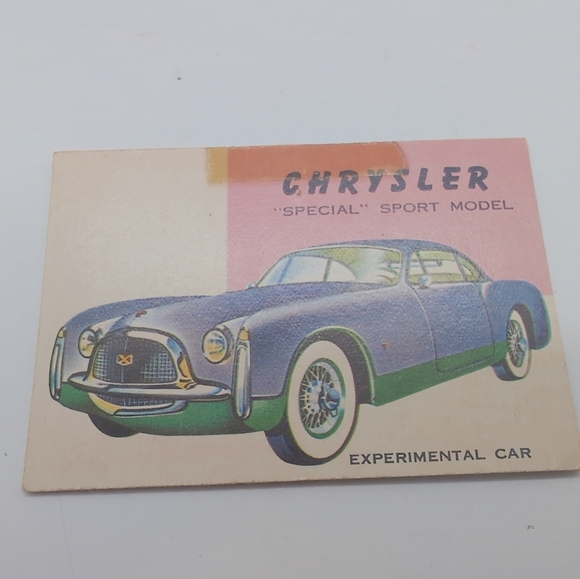 CHRYSLER
"SPECIAL" SPORT MODEL
EXPERIMENTAL CAR